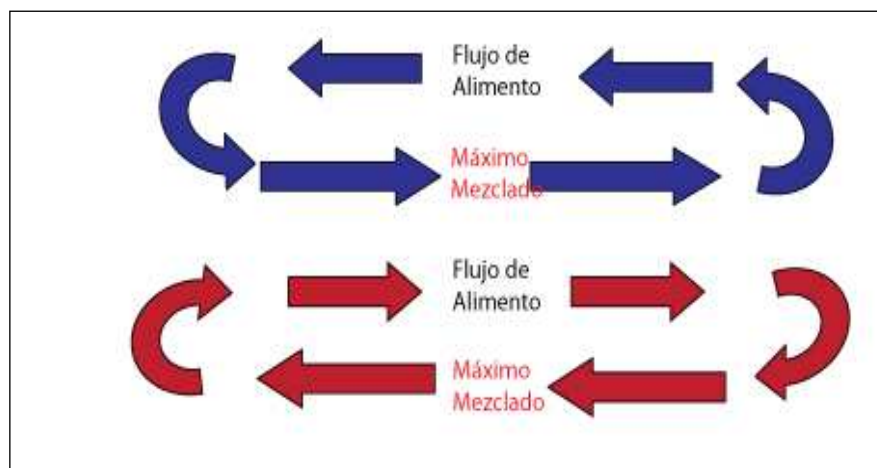 Flujo de
Alimento
Máximo
Mezclado
Flujo de
Alimento
Máximo
Mezclado